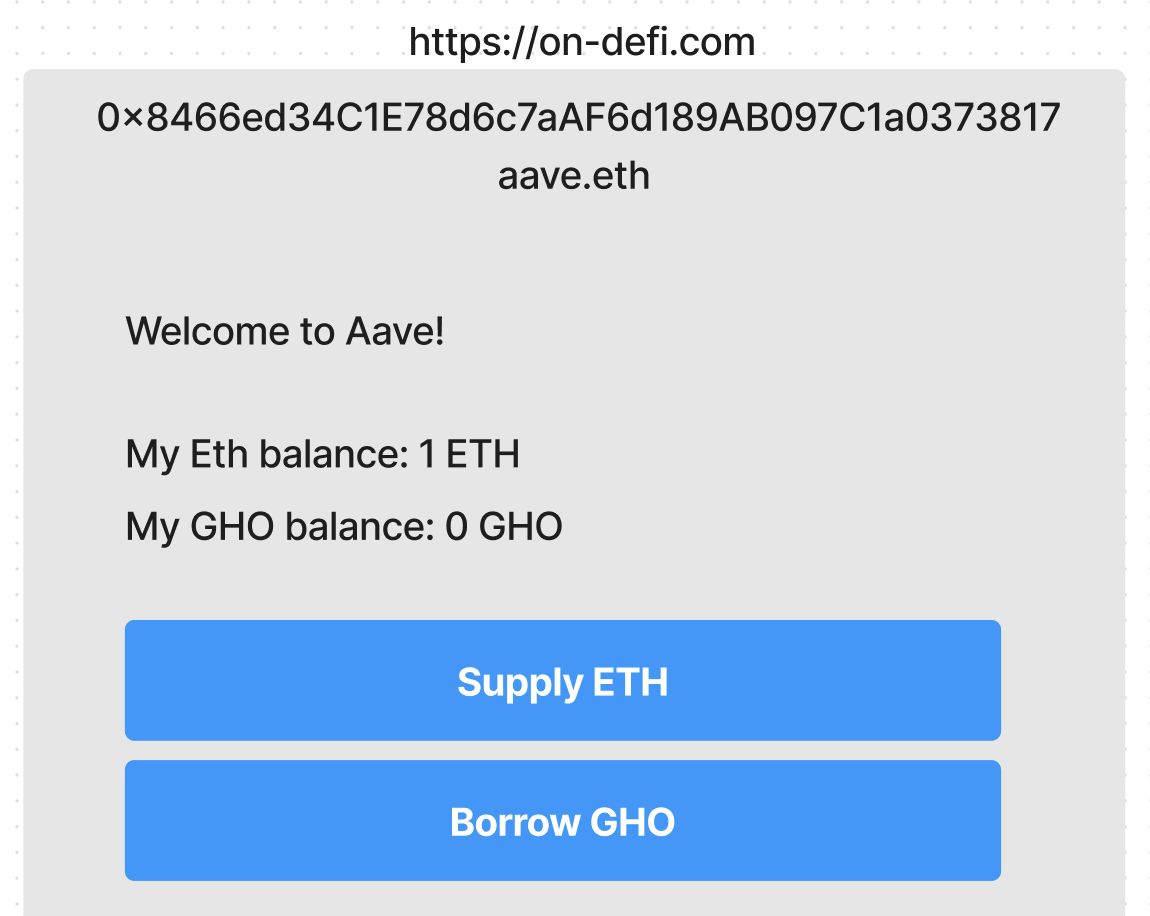 https://on-defi.com
0×8466ed34C1E78d6c7aAF6d189AB097C1a0373817
aave.eth
Welcome to Aave!
My Eth balance: 1 ETH
My GHO balance: 0 GHO
Supply ETH
Borrow GHO